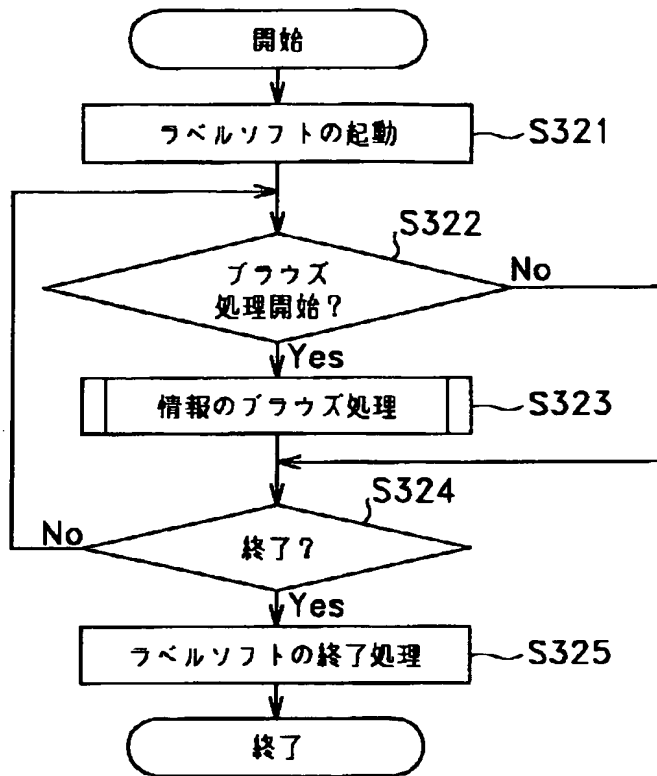 開始
ラベルソフトの起動
S321
S322
ブラウズ
処理開始?
No
Yes
情報のブラウズ処理
S323
S324
No
終了?
Yes
ラベルソフトの終了処理
S325
終了